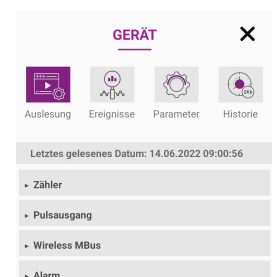 GERÄT
Auslesung Ereignisse Parameter Historie
Letztes gelesenes Datum: 14.06.2022 09:00:56
▸ Zähler
▸ Pulsausgang
▸ Wireless MBus
▸ Alarm